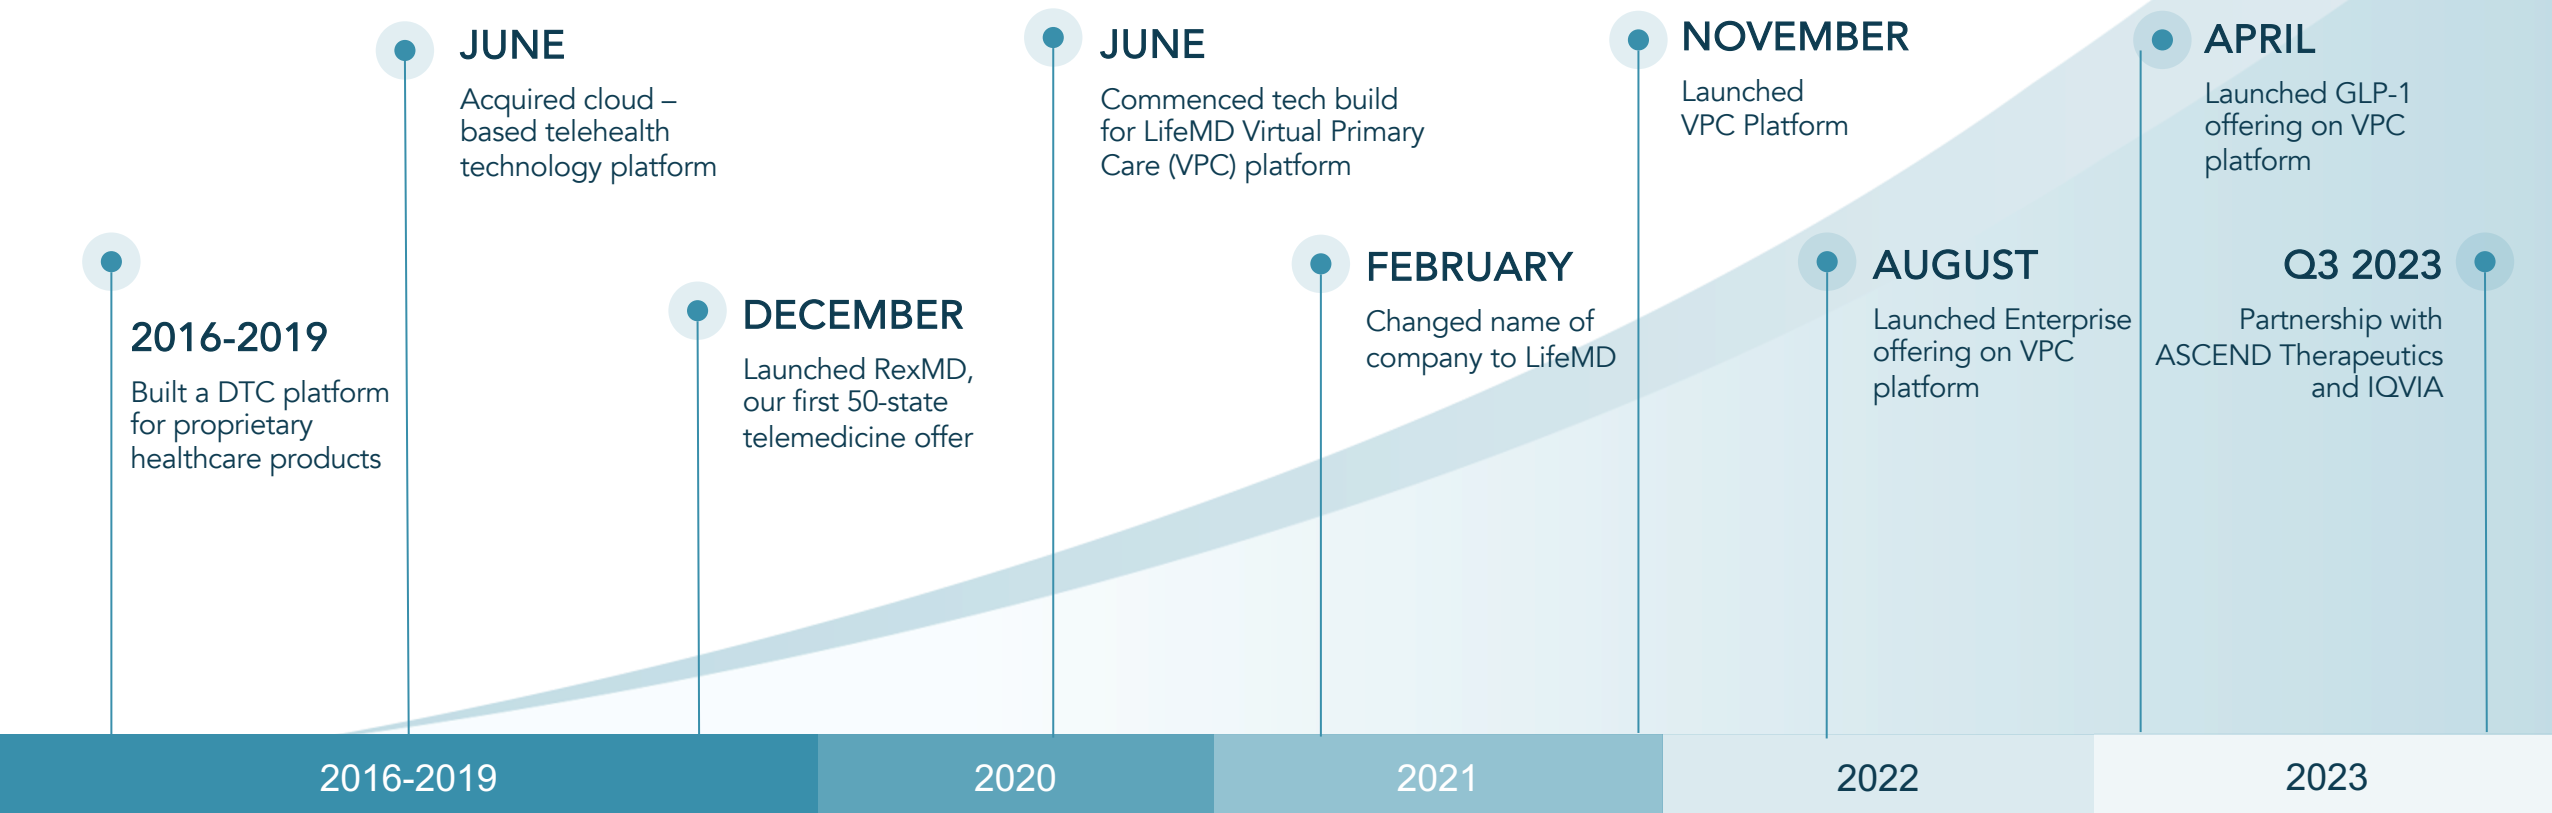 2016-2019
Built a DTC platform
for proprietary
healthcare products
JUNE
Acquired cloud –
based telehealth
technology platform
DECEMBER
Launched RexMD,
our first 50-state
telemedicine offer
JUNE
Commenced tech build
for LifeMD Virtual Primary
Care (VPC) platform
FEBRUARY
Changed name of
company to LifeMD
NOVEMBER
Launched
VPC Platform
AUGUST
Launched Enterprise
offering on VPC
platform
APRIL
Launched GLP-1
offering on VPC
platform
Q3 2023
Partnership with
ASCEND Therapeutics
and IQVIA
2016-2019
2020
2021
2022
2023